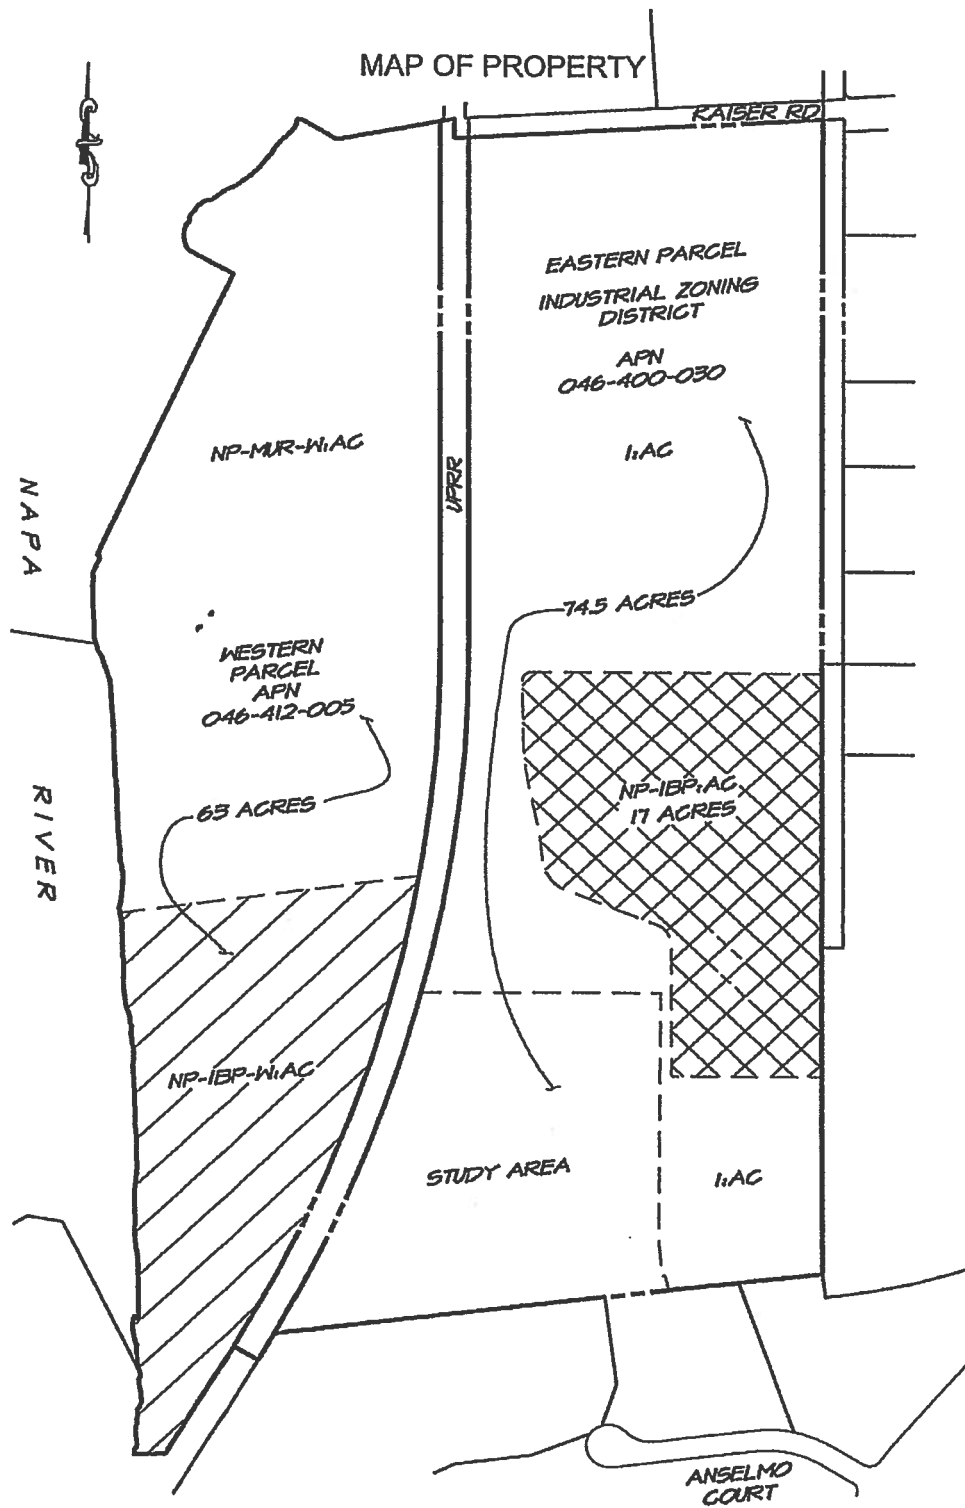 MAP OF PROPERTY
KAISER RD
EASTERN PARCEL
INDUSTRIAL ZONING
DISTRICT
APN
046-400-030
NP-MUR-W:AC
I:AC
UPRR
NAPA
74.5 ACRES
WESTERN
PARCEL
APN
046-412-005
NP-IBP:AC
17 ACRES
63 ACRES
RIVER
NP-IBP-W:AC
STUDY AREA
I:AC
ANSELMO
COURT